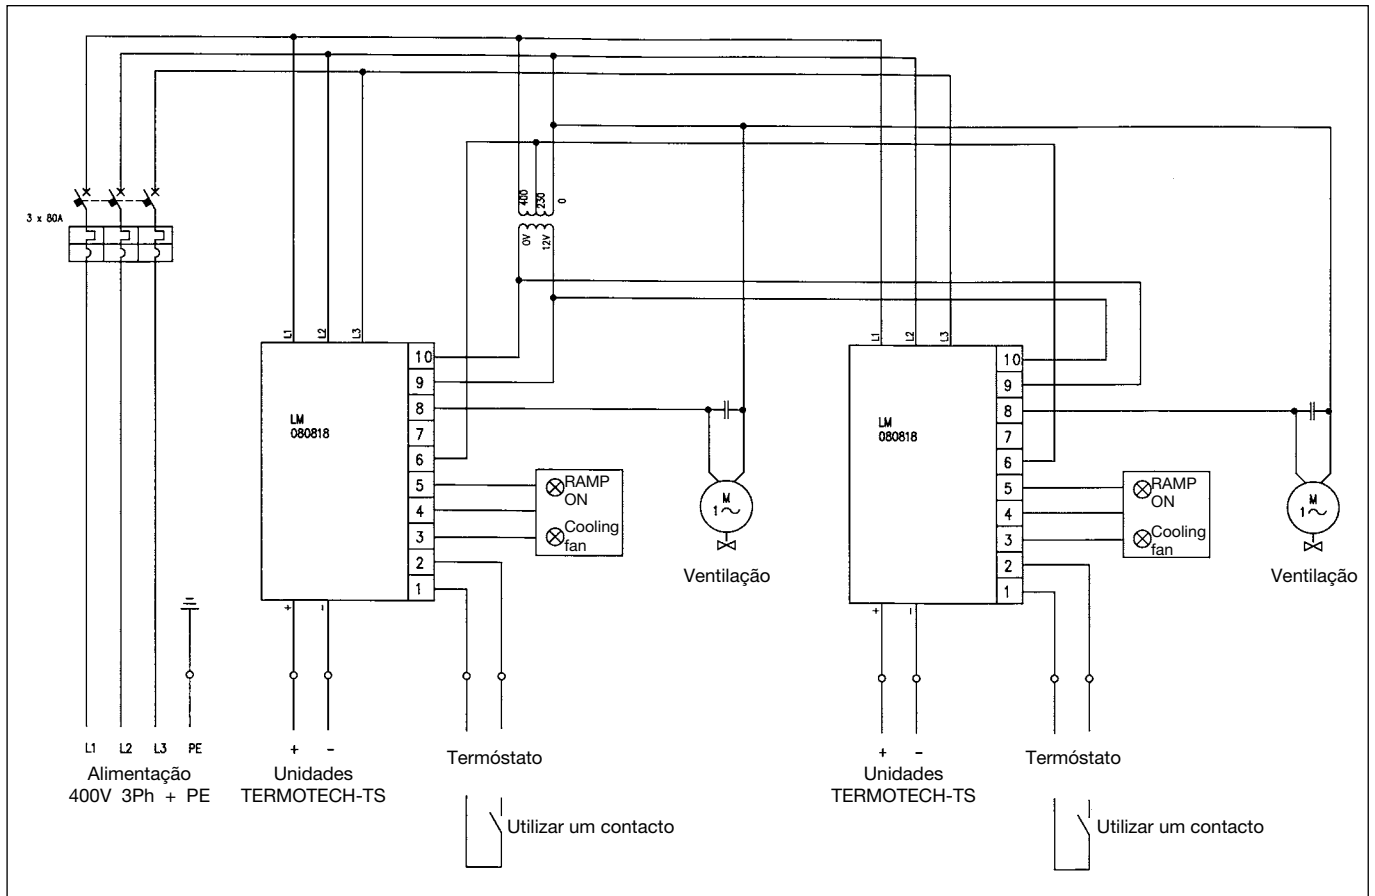 3 x 80A
400
230
0
0V
12V
L1
L2
L3
L1
L2
L3
LM
080818
10
9
8
7
6
5
4
3
2
1
RAMP
ON
Cooling
fan
M
1
Ventilação
+
-
LM
080818
10
9
8
7
6
5
4
3
2
1
RAMP
ON
Cooling
fan
M
1
Ventilação
+
-
L1 L2 L3 PE
Alimentação
400V 3Ph + PE
+ -
Unidades
TERMOTECH-TS
Termóstato
Utilizar um contacto
+ -
Unidades
TERMOTECH-TS
Termóstato
Utilizar um contacto